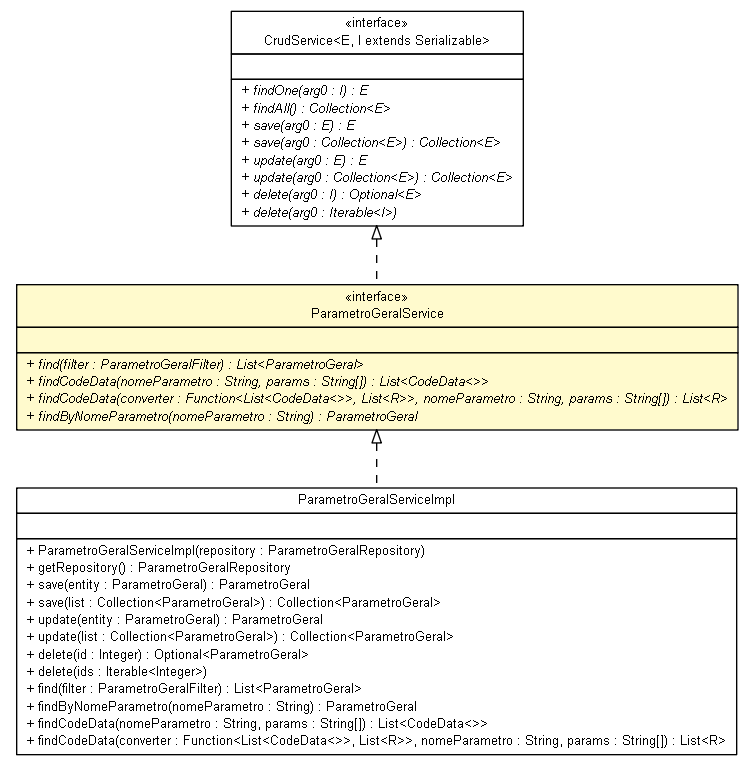 «interface»
CrudService<E, I extends Serializable>
+ findOne(arg0 : I) : E
+ findAll() : Collection<E>
+ save(arg0 : E) : E
+ save(arg0 : Collection<E>) : Collection<E>
+ update(arg0 : E) : E
+ update(arg0 : Collection<E>) : Collection<E>
+ delete(arg0 : I) : Optional<E>
+ delete(arg0 : Iterable<I>)
«interface»
ParametroGeralService
+ find(filter : ParametroGeralFilter) : List<ParametroGeral>
+ findCodeData(nomeParametro : String, params : String[]) : List<CodeData<>>
+ findCodeData(converter : Function<List<CodeData<>>, List<R>>, nomeParametro : String, params : String[]) : List<R>
+ findByNomeParametro(nomeParametro : String) : ParametroGeral
ParametroGeralServiceImpl
+ ParametroGeralServiceImpl(repository : ParametroGeralRepository)
+ getRepository() : ParametroGeralRepository
+ save(entity : ParametroGeral) : ParametroGeral
+ save(list : Collection<ParametroGeral>) : Collection<ParametroGeral>
+ update(entity : ParametroGeral) : ParametroGeral
+ update(list : Collection<ParametroGeral>) : Collection<ParametroGeral>
+ delete(id : Integer) : Optional<ParametroGeral>
+ delete(ids : Iterable<Integer>)
+ find(filter : ParametroGeralFilter) : List<ParametroGeral>
+ findByNomeParametro(nomeParametro : String) : ParametroGeral
+ findCodeData(nomeParametro : String, params : String[]) : List<CodeData<>>
+ findCodeData(converter : Function<List<CodeData<>>, List<R>>, nomeParametro : String, params : String[]) : List<R>